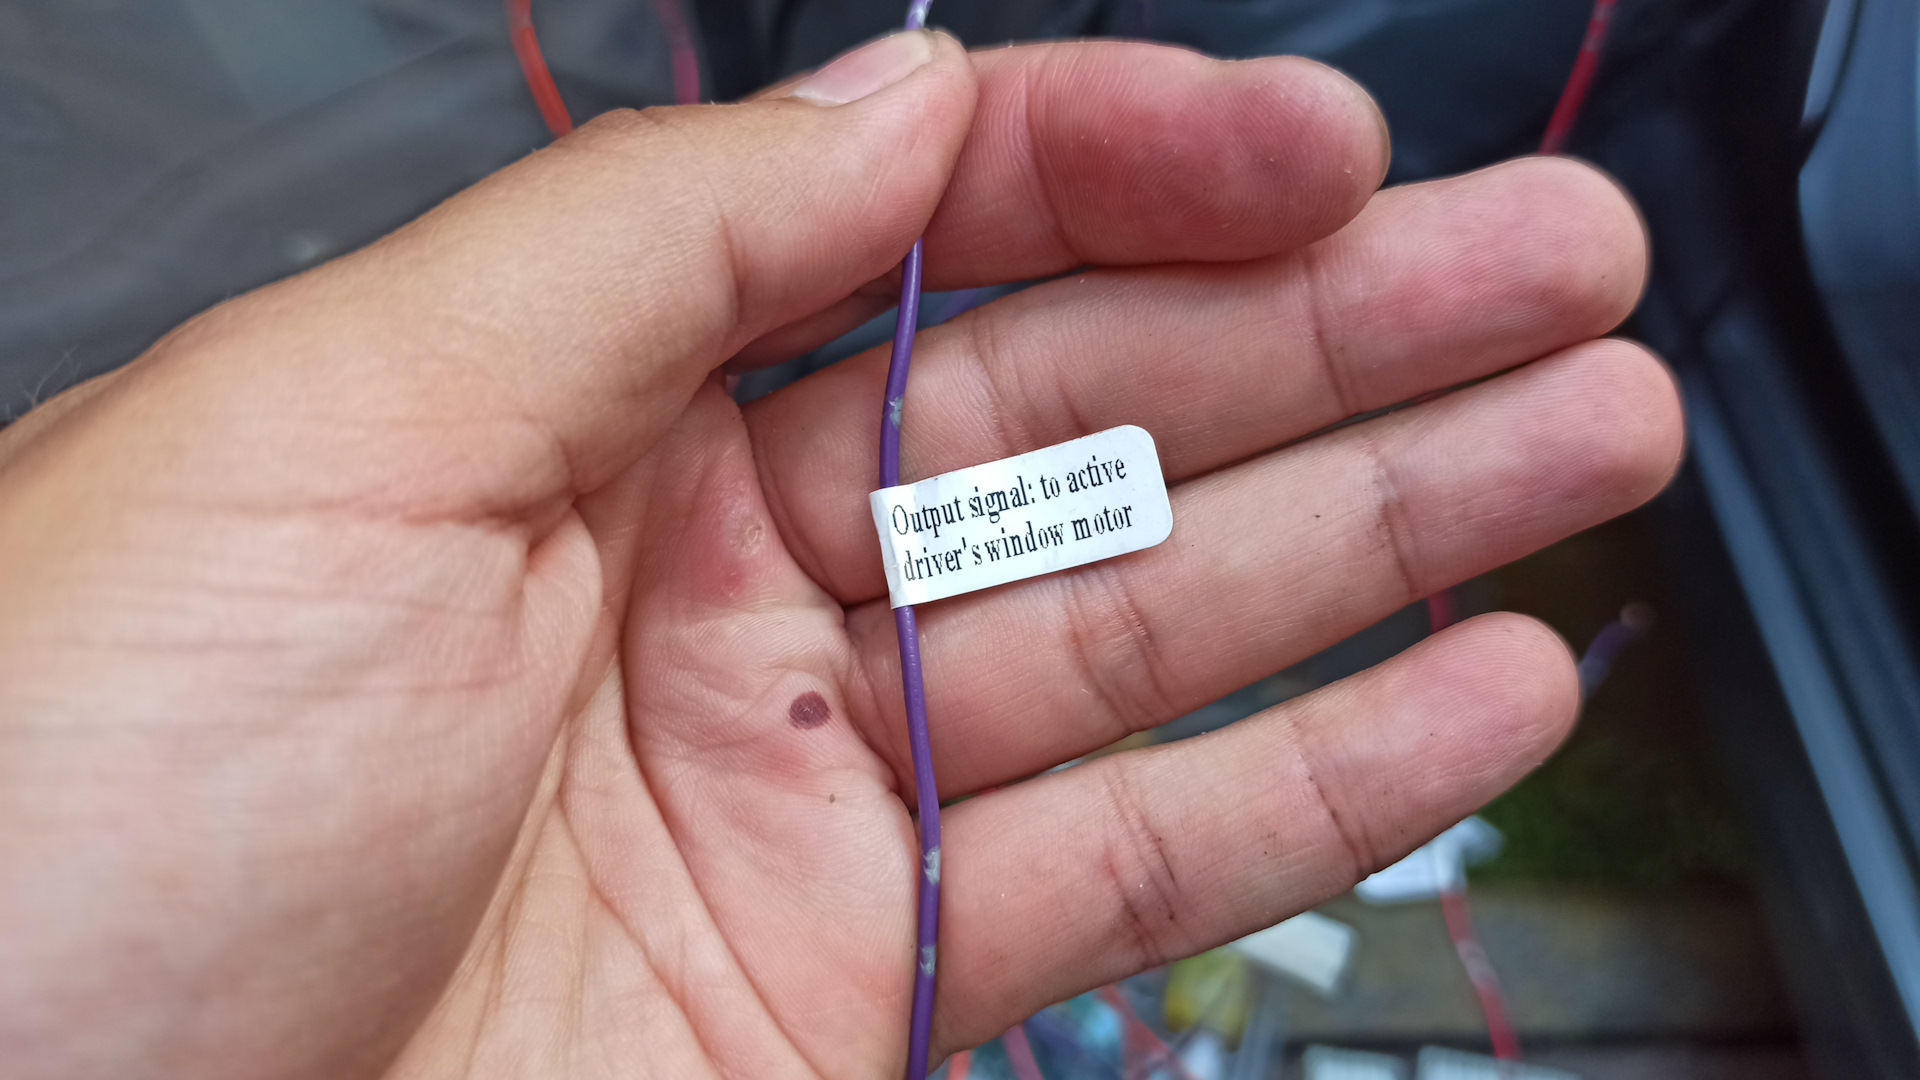 Output signal: to active
driver's window motor